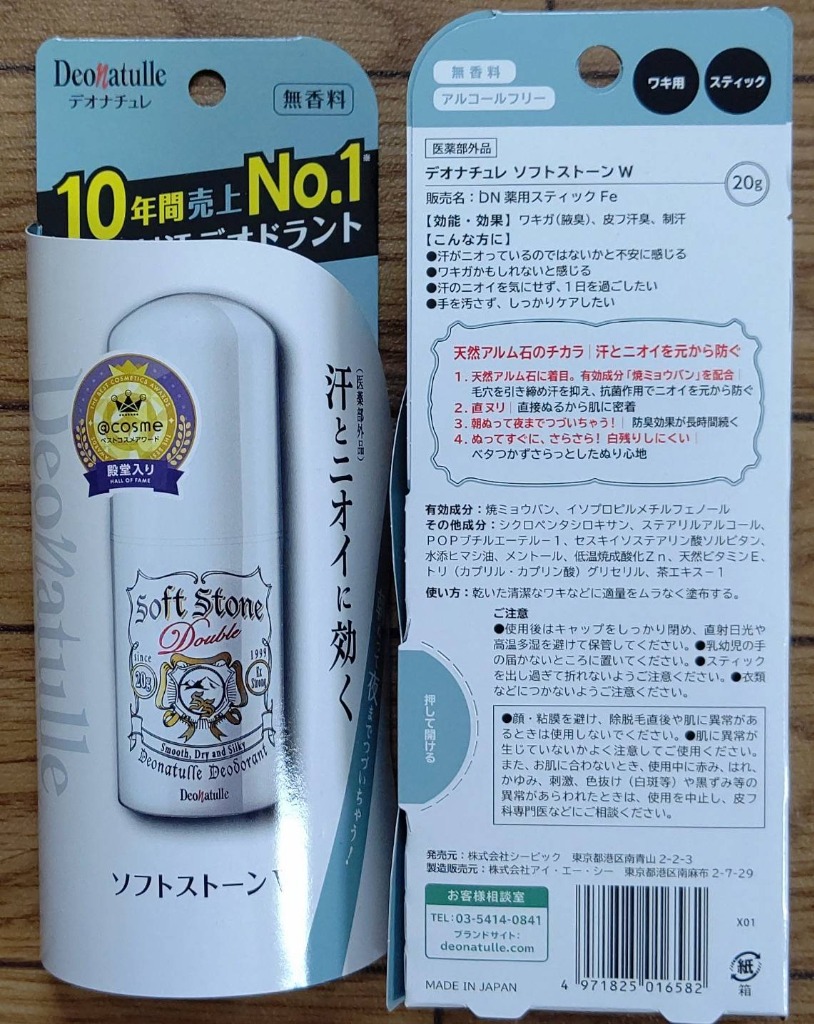 Deonatulle
デオナチュレ
無香料
10年間売上No.1※
デオドラント
THE BEST COSMETICS AWARD
@cosme
ベストコスメアワード
殿堂入り
HALL OF FAME
(医薬部外品)
汗とニオイに効く
までつづいちゃう!
Deonatulle
Soft Stone
Double
since
1999
20g
Ex Strong
Smooth, Dry and Silky
Deonatulle Deodorant
Deonatulle
ソフトストーン
無香料
アルコールフリー
ワキ用
スティック
医薬部外品
デオナチュレ ソフトストーンW
20g
販売名:DN薬用スティックFe
【効能・効果】ワキガ(腋臭)、皮フ汗臭、制汗
【こんな方に】
●汗がニオっているのではないかと不安に感じる
●ワキガかもしれないと感じる
●汗のニオイを気にせず、1日を過ごしたい
●手を汚さず、しっかりケアしたい
天然アルム石のチカラ|汗とニオイを元から防ぐ
1. 天然アルム石に着目。有効成分「焼ミョウバン」を配合|
毛穴を引き締め汗を抑え、抗菌作用でニオイを元から防ぐ
2. 直ヌリ|直接ぬるから肌に密着
3. 朝ぬって夜までつづいちゃう!|防臭効果が長時間続く
4. ぬってすぐに、さらさら!白残りしにくい|
ベタつかずさらっとしたぬり心地
有効成分:焼ミョウバン、イソプロピルメチルフェノール
その他成分:シクロペンタシロキサン、ステアリルアルコール、
POPブチルエーテル-1、セスキイソステアリン酸ソルビタン、
水添ヒマシ油、メントール、低温焼成酸化Zn、天然ビタミンE、
トリ(カプリル・カプリン酸)グリセリル、茶エキス-1
使い方:乾いた清潔なワキなどに適量をムラなく塗布する。
ご注意
●使用後はキャップをしっかり閉め、直射日光や
高温多湿を避けて保管してください。●乳幼児の手
の届かないところに置いてください。●スティック
を出し過ぎて折れないようご注意ください。●衣類
などにつかないようご注意ください。
押して開ける
●顔・粘膜を避け、除脱毛直後や肌に異常があ
るときは使用しないでください。●肌に異常が
生じていないかよく注意してご使用ください。
また、お肌に合わないとき、使用中に赤み、はれ、
かゆみ、刺激、色抜け(白斑等)や黒ずみ等の
異常があらわれたときは、使用を中止し、皮フ
科専門医などにご相談ください。
発売元:株式会社シービック 東京都港区南青山2-2-3
製造販売元:株式会社アイ・エー・シー 東京都港区南麻布2-7-29
お客様相談室
TEL:03-5414-0841
ブランドサイト:
deonatulle.com
MADE IN JAPAN
4 971825 016582
X01
紙
箱